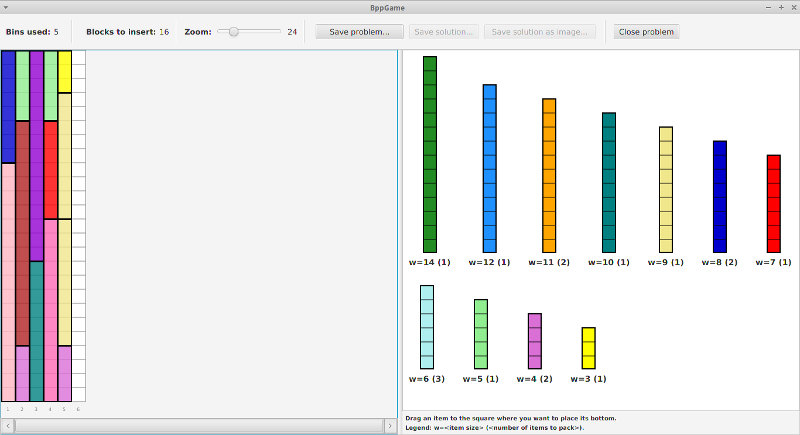 BppGame
Bins used: 5 Blocks to insert: 16 Zoom: 24 Save problem... Save solution... Save solution as image... Close problem
w=14 (1) w=12 (1) w=11 (2) w=10 (1) w=9 (1) w=8 (2) w=7 (1)
w=6 (3) w=5 (1) w=4 (2) w=3 (1)
1 2 3 4 5 6
Drag an item to the square where you want to place its bottom.
Legend: w=<item size> (<number of items to pack>).